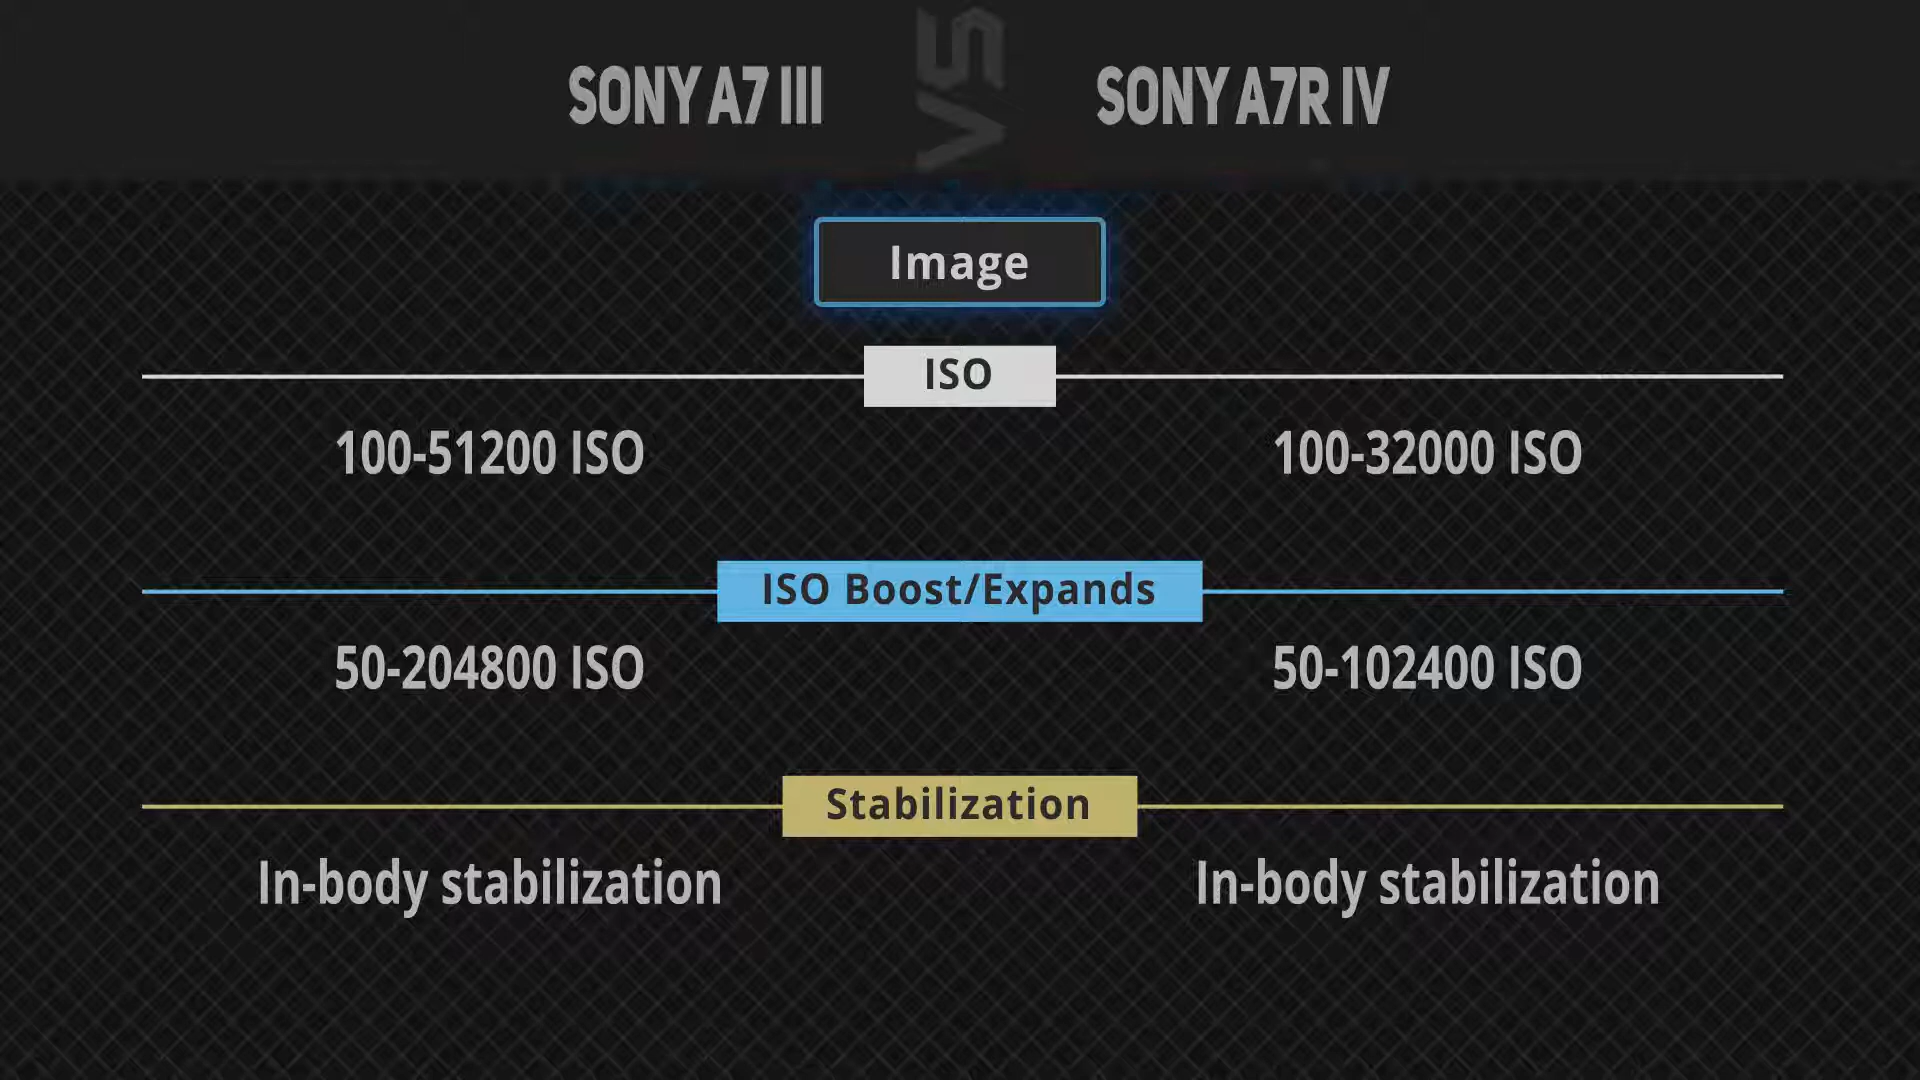 SONY A7 III VS SONY A7R IV
Image
ISO
100-51200 ISO 100-32000 ISO
ISO Boost/Expands
50-204800 ISO 50-102400 ISO
Stabilization
In-body stabilization In-body stabilization